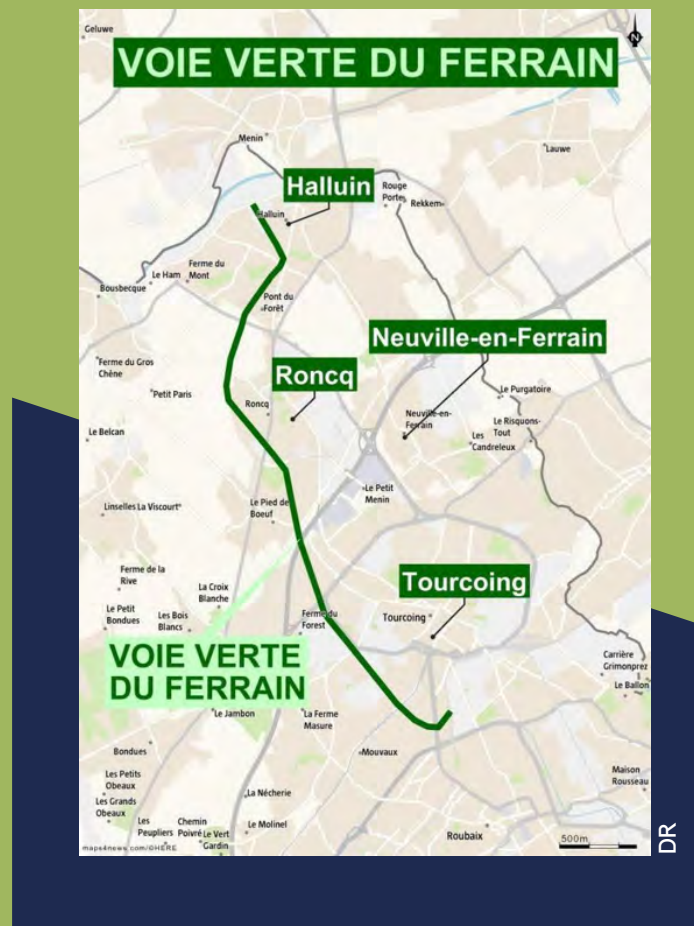 Geluwe
N
VOIE VERTE DU FERRAIN
Menin
Lauwe
Halluin
Rouge
Porte
Rekkem
Halluin
Ferme du
Mont
Le Ham
Bousbecque
Pont du
Forêt
Neuville-en-Ferrain
Ferme du Gros
Chêne
Roncq
Petit Paris
Le Purgatoire
Roncq
Neuville-en-
Ferrain
Le Risquons-
Tout
Le Belcan
Les
Candreleux
Le Petit
Menin
Linselles La Viscourt
Le Pied de
Boeuf
Ferme de la
Rive
La Croix
Blanche
Tourcoing
Le Petit
Bondues
Les Bois
Blancs
Ferme du
Forest
Tourcoing
VOIE VERTE
DU FERRAIN
Carrière
Grimonprez
Le Ballon
Le Jambon
La Ferme
Masure
Bondues
Mouvaux
Les Petits
Obeaux
Maison
Rousseau
Les Grands
Obeaux
La Nécherie
Les
Peupliers
Chemin
Poivré
Le Vert
Gardin
Le Molinel
Roubaix
500m
maps4news.com/©HERE
DR